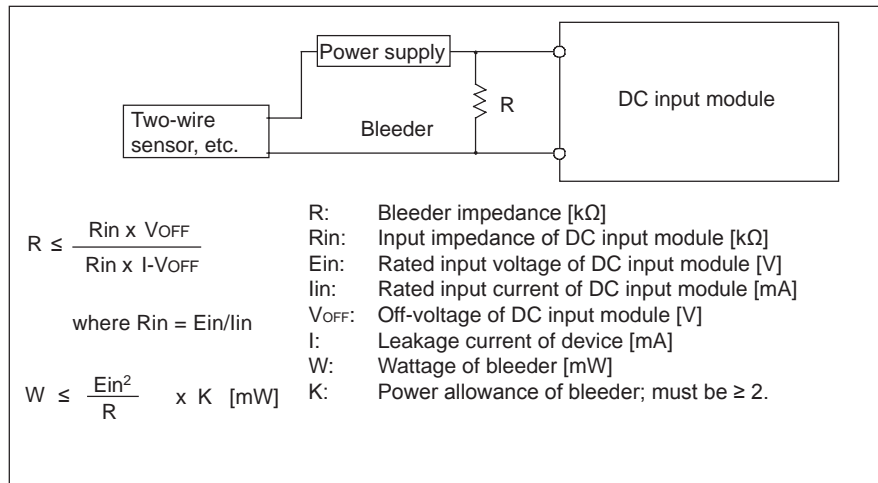 Power supply
R
DC input module
Two-wire
sensor, etc.
Bleeder
R ≤ Rin x VOFF
Rin x I-VOFF
where Rin = Ein/Iin
W ≤ Ein²
R
x K [mW]
R: Bleeder impedance [kΩ]
Rin: Input impedance of DC input module [kΩ]
Ein: Rated input voltage of DC input module [V]
Iin: Rated input current of DC input module [mA]
VOFF: Off-voltage of DC input module [V]
I: Leakage current of device [mA]
W: Wattage of bleeder [mW]
K: Power allowance of bleeder; must be ≥ 2.